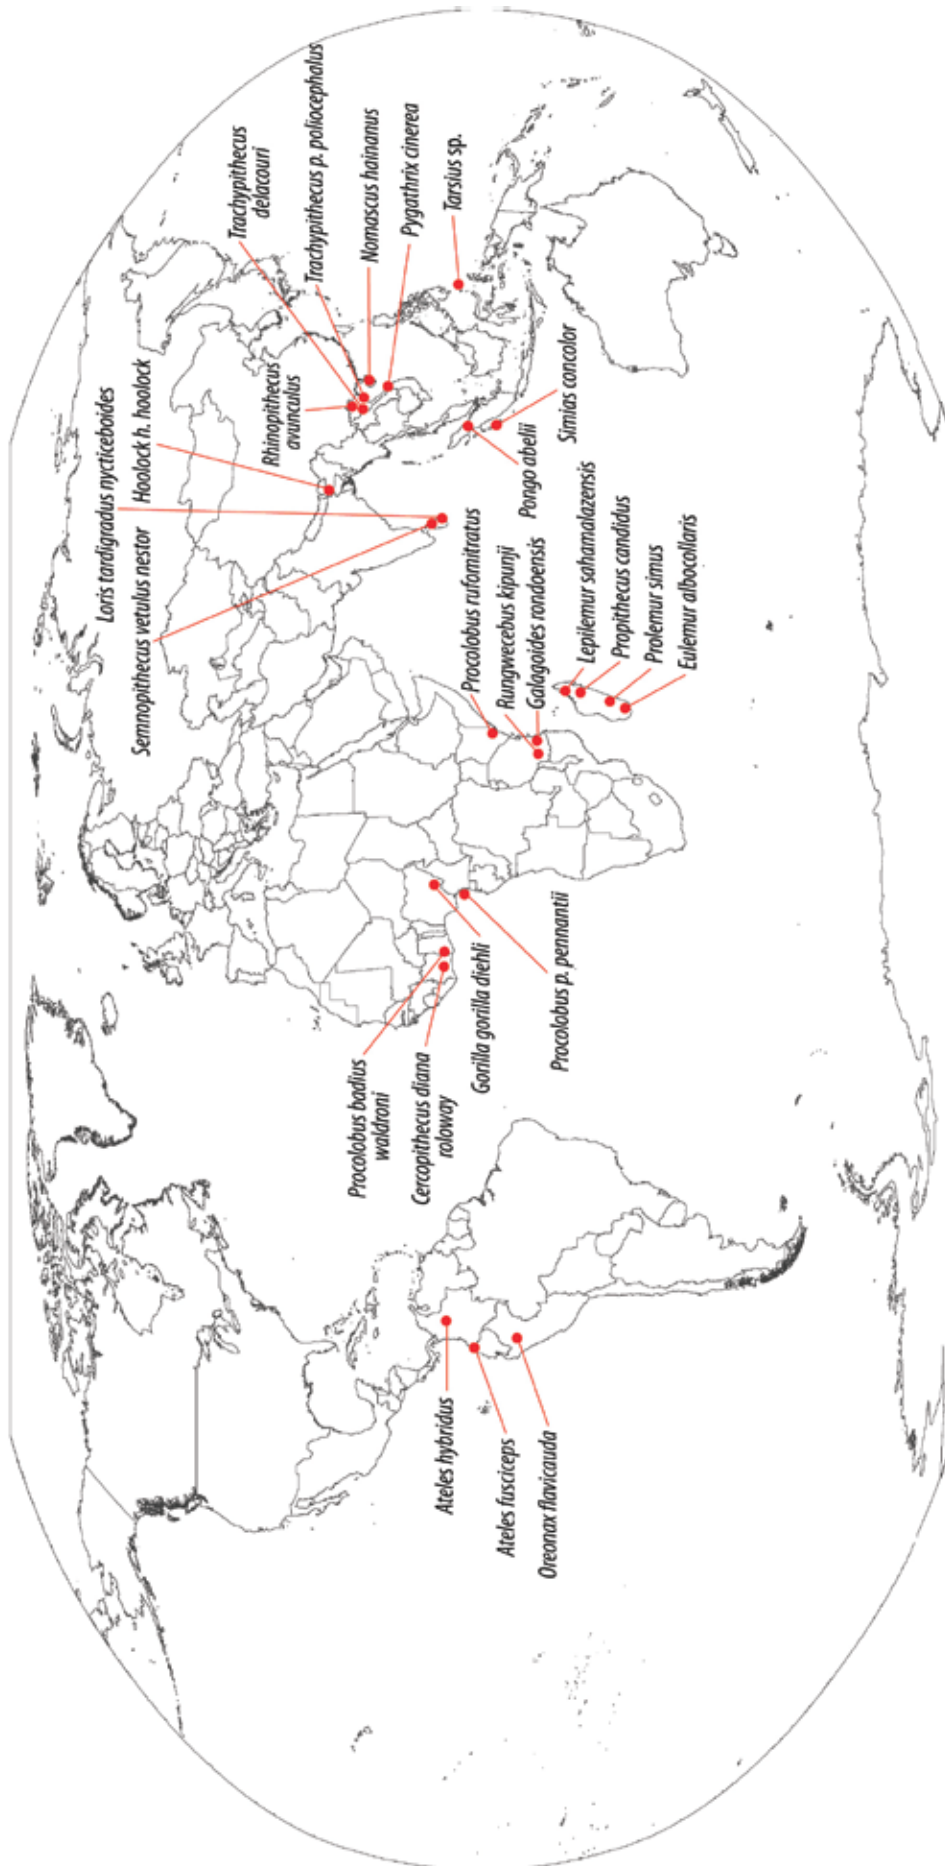 Trachypithecus
delacouri
Trachypithecus p. poliocephalus
Nomascus hainanus
Pygathrix cinerea
Tarsius sp.
Rhinopithecus
avunculus
Hoolock h. hoolock
Loris tardigradus nycticeboides
Semnopithecus vetulus nestor
Simias concolor
Pongo abelii
Procolobus rufomitratus
Rungwecebus kipunji
Galagoides rondoensis
Lepilemur sahamalazensis
Propithecus candidus
Prolemur simus
Eulemur albocollaris
Procolobus badius
waldroni
Cercopithecus diana
roloway
Gorilla gorilla diehli
Procolobus p. pennantii
Ateles hybridus
Ateles fusciceps
Oreonax flavicauda